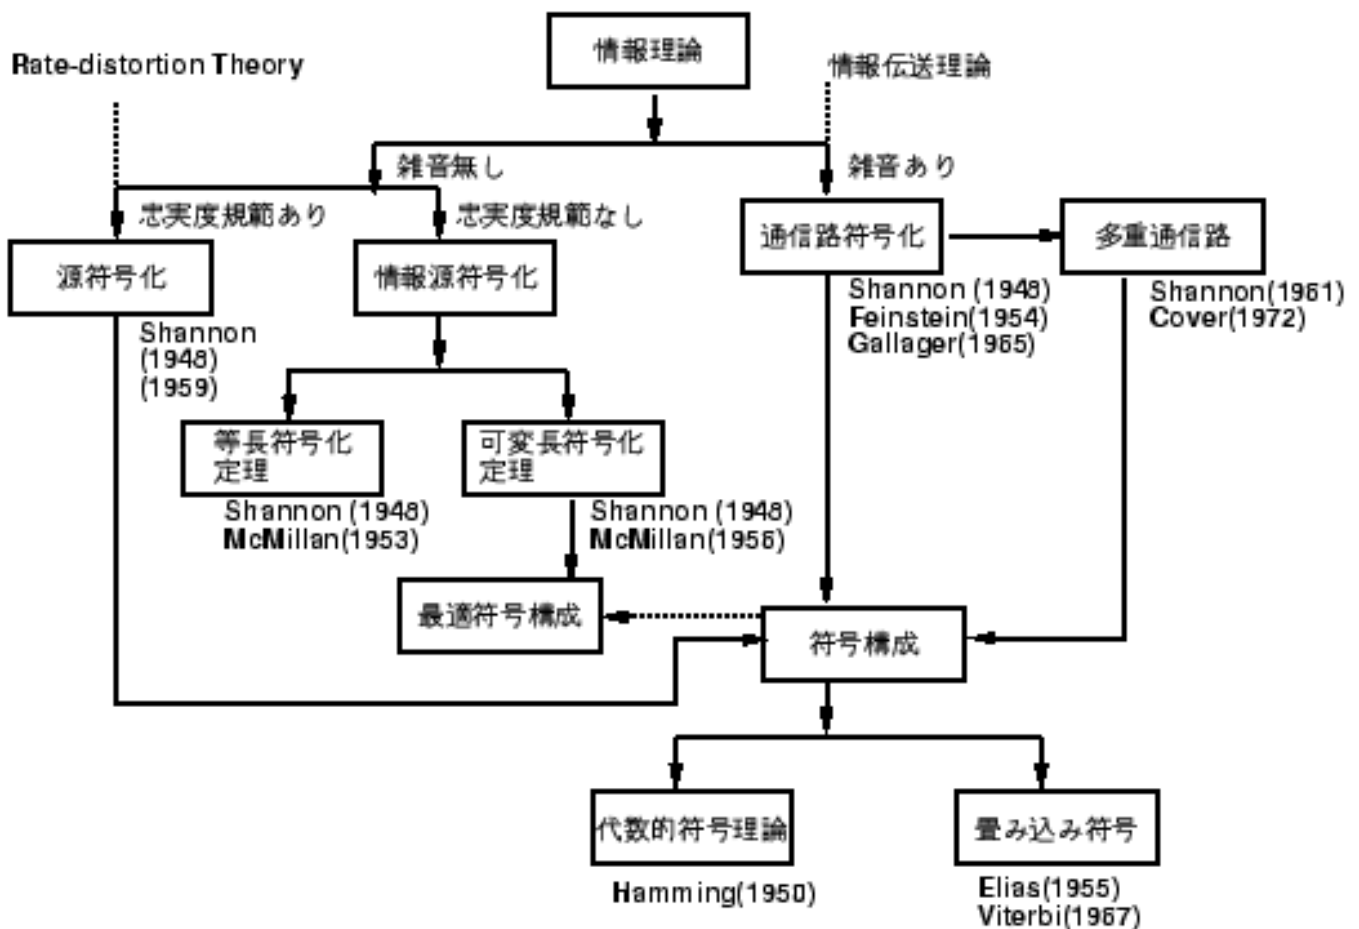 情報理論
Rate-distortion Theory
情報伝送理論
雑音無し
雑音あり
忠実度規範あり
忠実度規範なし
通信路符号化
多重通信路
源符号化
情報源符号化
Shannon (1948)
Feinstein(1954)
Gallager(1965)
Shannon(1961)
Cover(1972)
Shannon
(1948)
(1959)
等長符号化
定理
可変長符号化
定理
Shannon (1948)
McMillan(1953)
Shannon (1948)
McMillan(1956)
最適符号構成
符号構成
代数的符号理論
畳み込み符号
Hamming(1950)
Elias(1955)
Viterbi(1967)